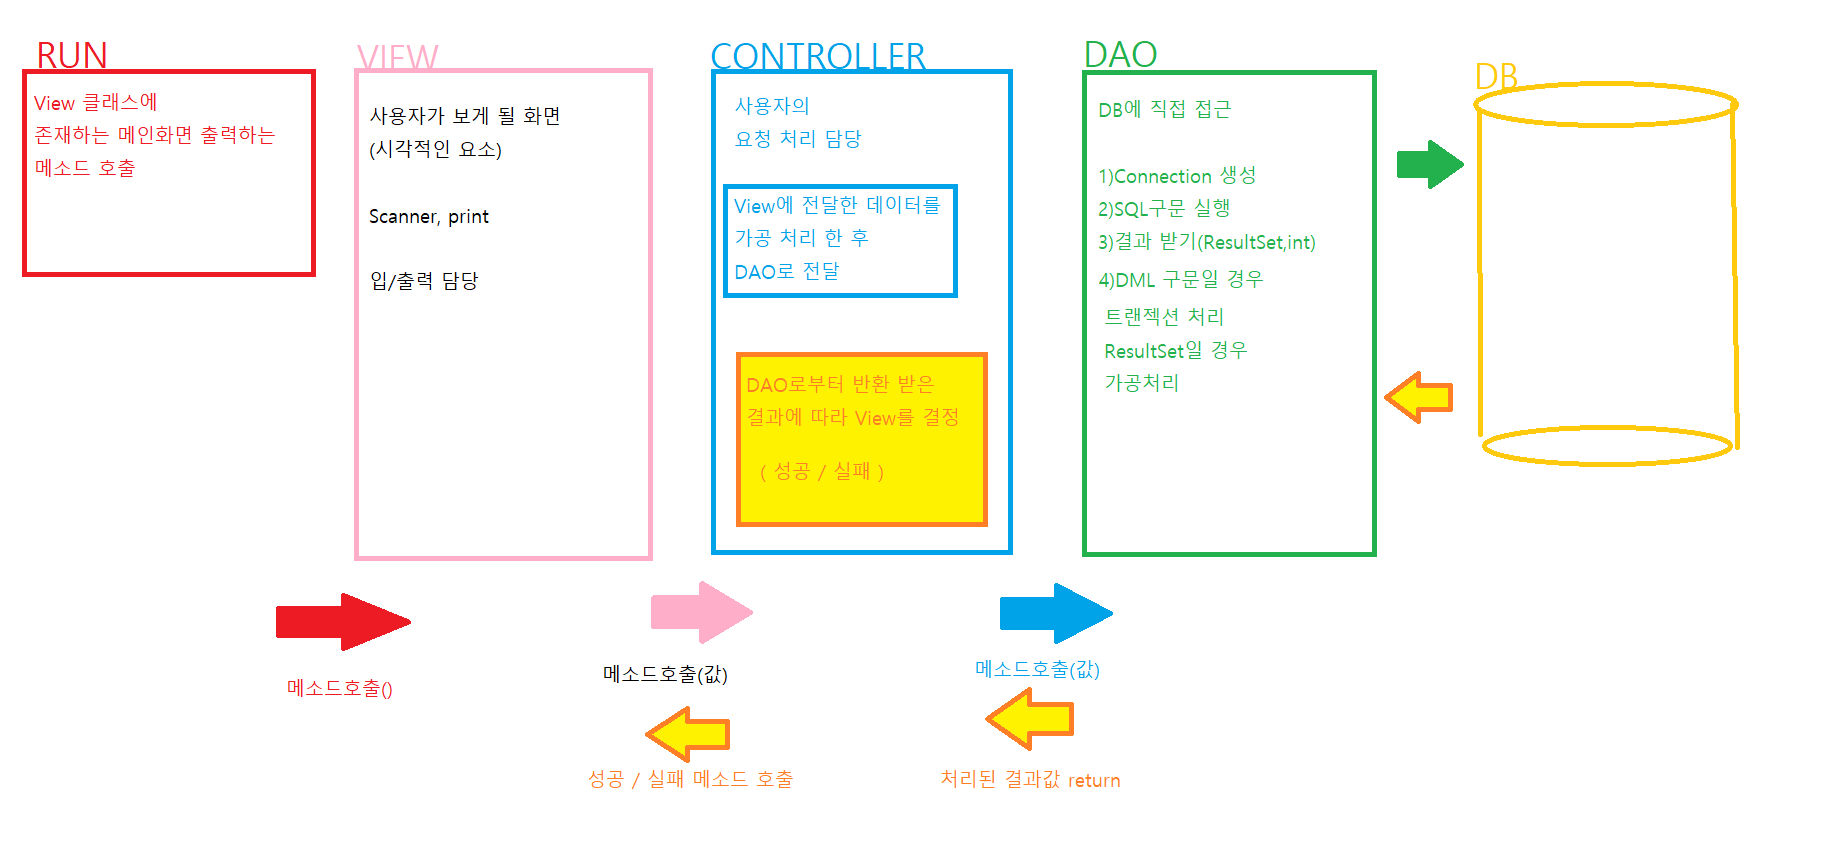 RUN
View 클래스에
존재하는 메인화면 출력하는
메소드 호출
VIEW
사용자가 보게 될 화면
(시각적인 요소)
Scanner, print
입/출력 담당
CONTROLLER
사용자의
요청 처리 담당
View에 전달한 데이터를
가공 처리 한 후
DAO로 전달
DAO로부터 반환 받은
결과에 따라 View를 결정
( 성공 / 실패 )
DAO
DB에 직접 접근
1)Connection 생성
2)SQL구문 실행
3)결과 받기(ResultSet,int)
4)DML 구문일 경우
트랜젝션 처리
ResultSet일 경우
가공처리
DB
메소드호출()
메소드호출(값)
성공 / 실패 메소드 호출
메소드호출(값)
처리된 결과값 return